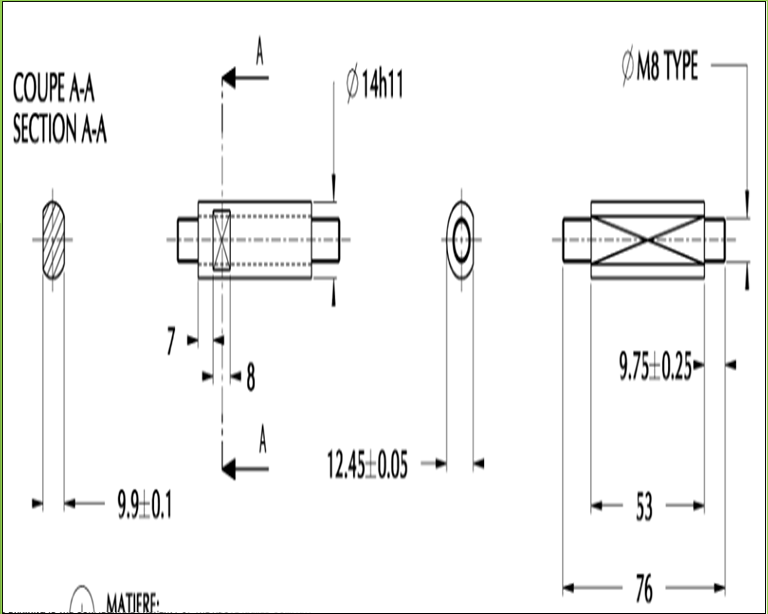 A
Ø 14h11
Ø M8 TYPE
COUPE A-A
SECTION A-A
7
8
9.75±0.25
A
12.45±0.05
9.9±0.1
53
76
MATIERE: